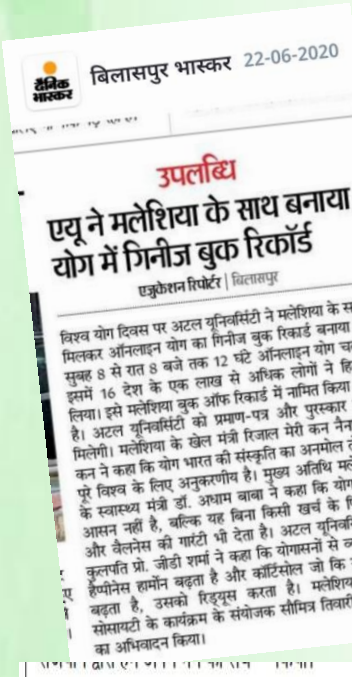 दैनिक
भास्कर
बिलासपुर भास्कर 22-06-2020
उपलब्धि
एयू ने मलेशिया के साथ बनाया
योग में गिनीज बुक रिकॉर्ड
एजुकेशन रिपोर्टर | बिलासपुर
विश्व योग दिवस पर अटल यूनिवर्सिटी ने मलेशिया के
मिलकर ऑनलाइन योग का गिनीज बुक रिकार्ड बनाया
सुबह 8 से रात 8 बजे तक 12 घंटे ऑनलाइन योग
इसमें 16 देश के एक लाख से अधिक लोगों ने
लिया। इसे मलेशिया बुक ऑफ रिकार्ड में नामित किया
है। अटल यूनिवर्सिटी को प्रमाण-पत्र और पुरस्कार
मिलेगी। मलेशिया के खेल मंत्री रिजाल मेरी कन नैन
कन ने कहा कि योग भारत की संस्कृति का अनमोल
पूरे विश्व के लिए अनुकरणीय है। मुख्य अतिथि
के स्वास्थ्य मंत्री डॉ. अधाम बाबा ने कहा कि योग
आसन नहीं है, बल्कि यह बिना किसी खर्च के
और वैलनेस की गारंटी भी देता है। अटल
कुलपति प्रो. जीडी शर्मा ने कहा कि योगासनों से
हैप्पीनेस हार्मोन बढ़ता है और कॉर्टिसोल जो कि
बढ़ता है, उसको रिड्यूस करता है।
सोसायटी के कार्यक्रम के संयोजक सौमित्र तिवारी
का अभिवादन किया।